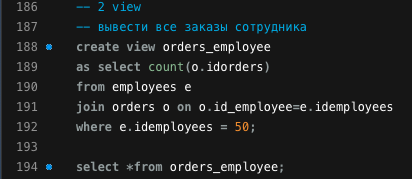 186 -- 2 view
187 -- вывести все заказы сотрудника
188 create view orders_employee
189 as select count(o.idorders)
190 from employees e
191 join orders o on o.id_employee=e.idemployees
192 where e.idemployees = 50;
193
194 select *from orders_employee;